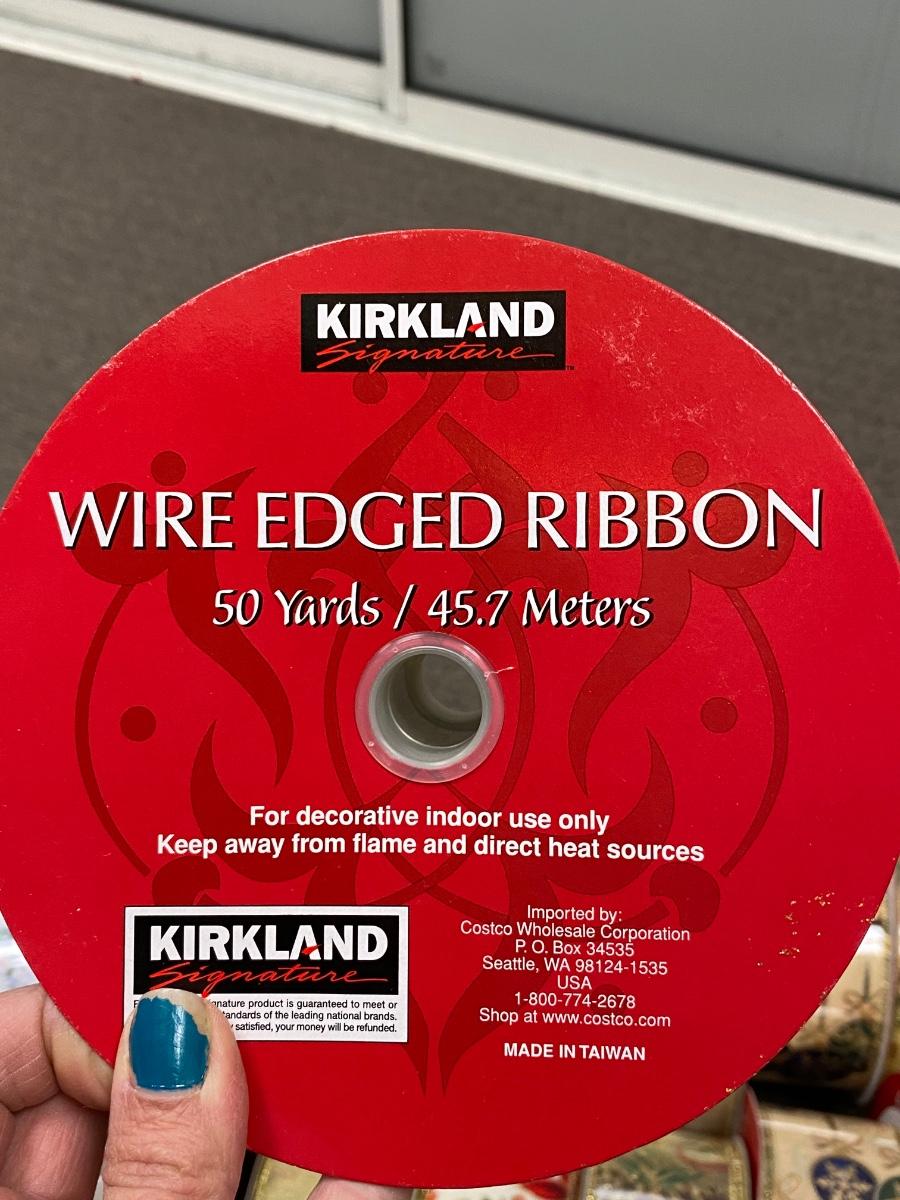 KIRKLAND
Signature™
WIRE EDGED RIBBON
50 Yards / 45.7 Meters
For decorative indoor use only
Keep away from flame and direct heat sources
KIRKLAND
Signature
product is guaranteed to meet or
of the leading national brands.
satisfied, your money will be refunded.
Imported by:
Costco Wholesale Corporation
P. O. Box 34535
Seattle, WA 98124-1535
USA
1-800-774-2678
Shop at www.costco.com
MADE IN TAIWAN